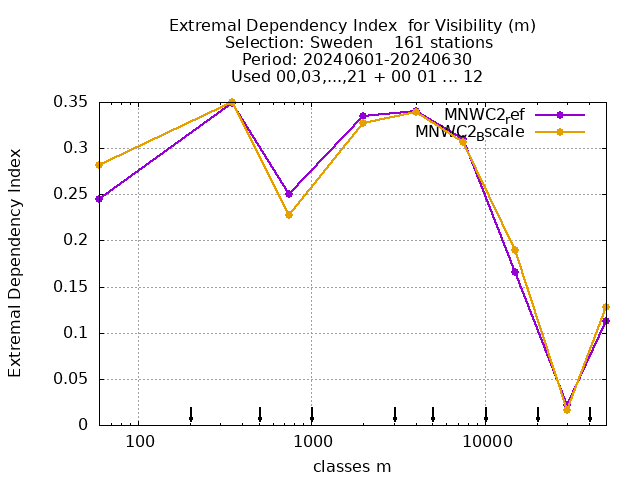 Extremal Dependency Index  for Visibility (m)
Selection: Sweden    161 stations
Period: 20240601-20240630
Used 00,03,...,21 + 00 01 ... 12
MNWC2ref
MNWC2Bscale
0.35
0.3
0.25
0.2
0.15
0.1
0.05
0
Extremal Dependency Index
100
1000
10000
classes m